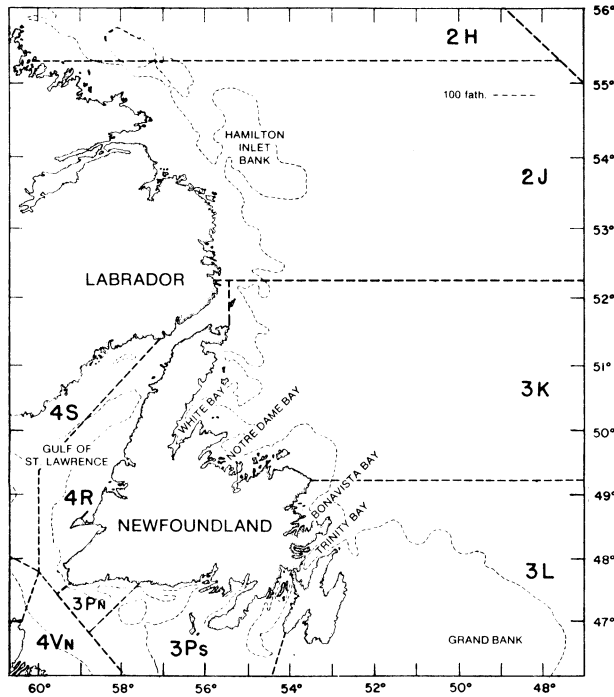 56°
2H
55°
100 fath.
HAMILTON
INLET
BANK
54°
2J
53°
LABRADOR
52°
51°
3K
4S
WHITE BAY
NOTRE DAME BAY
50°
GULF OF
ST. LAWRENCE
BONAVISTA BAY
4R
49°
NEWFOUNDLAND
TRINITY BAY
48°
3L
3PN
4VN
3PS
GRAND BANK
47°
60°
58°
56°
54°
52°
50°
48°